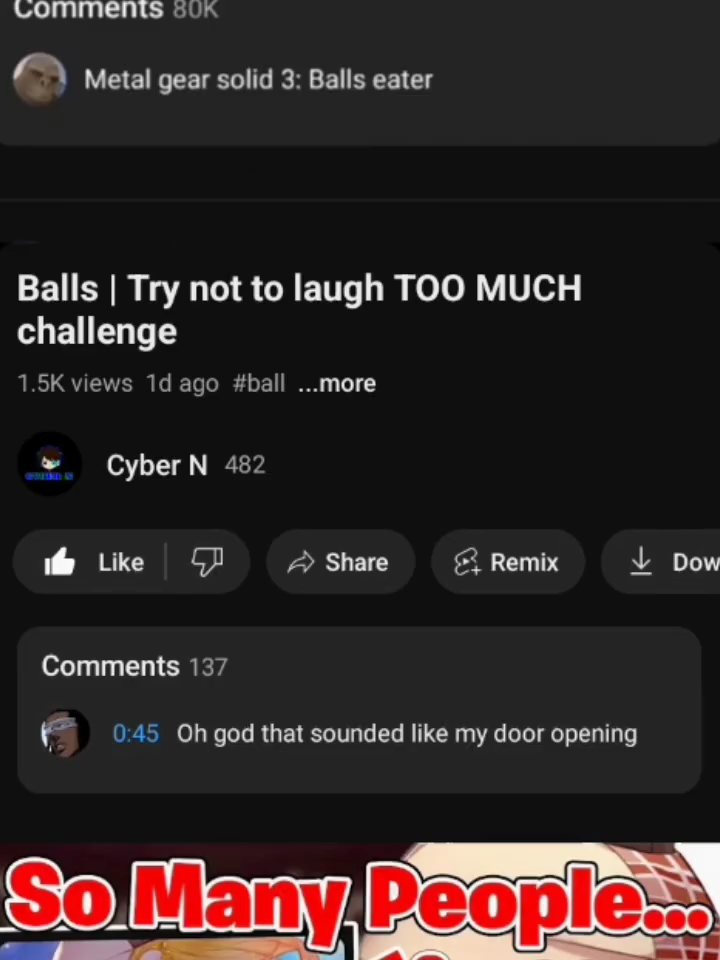 Comments 80K
Metal gear solid 3: Balls eater
Balls | Try not to laugh TOO MUCH
challenge
1.5K views 1d ago #ball ...more
Cyber N 482
Like Share Remix Dow
Comments 137
0:45 Oh god that sounded like my door opening
So Many People...